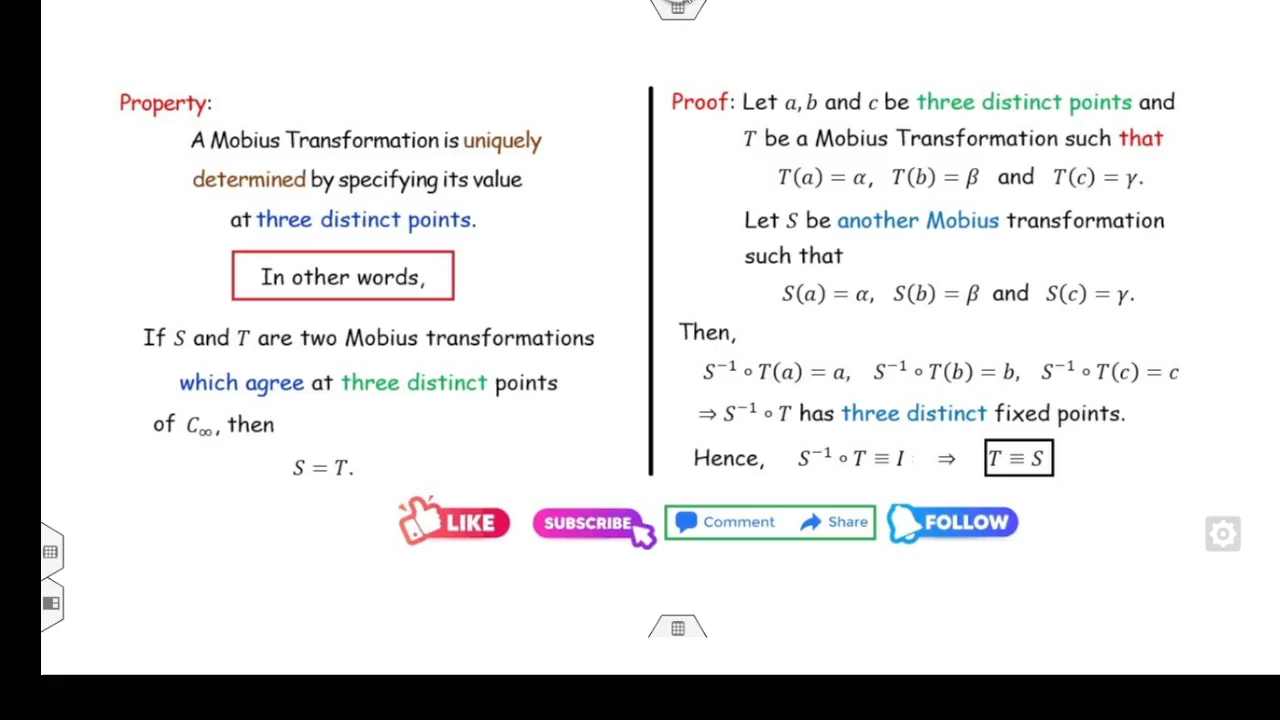 Property:
A Mobius Transformation is uniquely
determined by specifying its value
at three distinct points.
In other words,
If S and T are two Mobius transformations
which agree at three distinct points
of C∞, then
S = T.
Proof: Let a, b and c be three distinct points and
T be a Mobius Transformation such that
T(a) = α, T(b) = β and T(c) = γ.
Let S be another Mobius transformation
such that
S(a) = α, S(b) = β and S(c) = γ.
Then,
S⁻¹ ∘ T(a) = a, S⁻¹ ∘ T(b) = b, S⁻¹ ∘ T(c) = c
⇒ S⁻¹ ∘ T has three distinct fixed points.
Hence, S⁻¹ ∘ T ≡ I ⇒ T ≡ S
LIKE SUBSCRIBE Comment Share FOLLOW